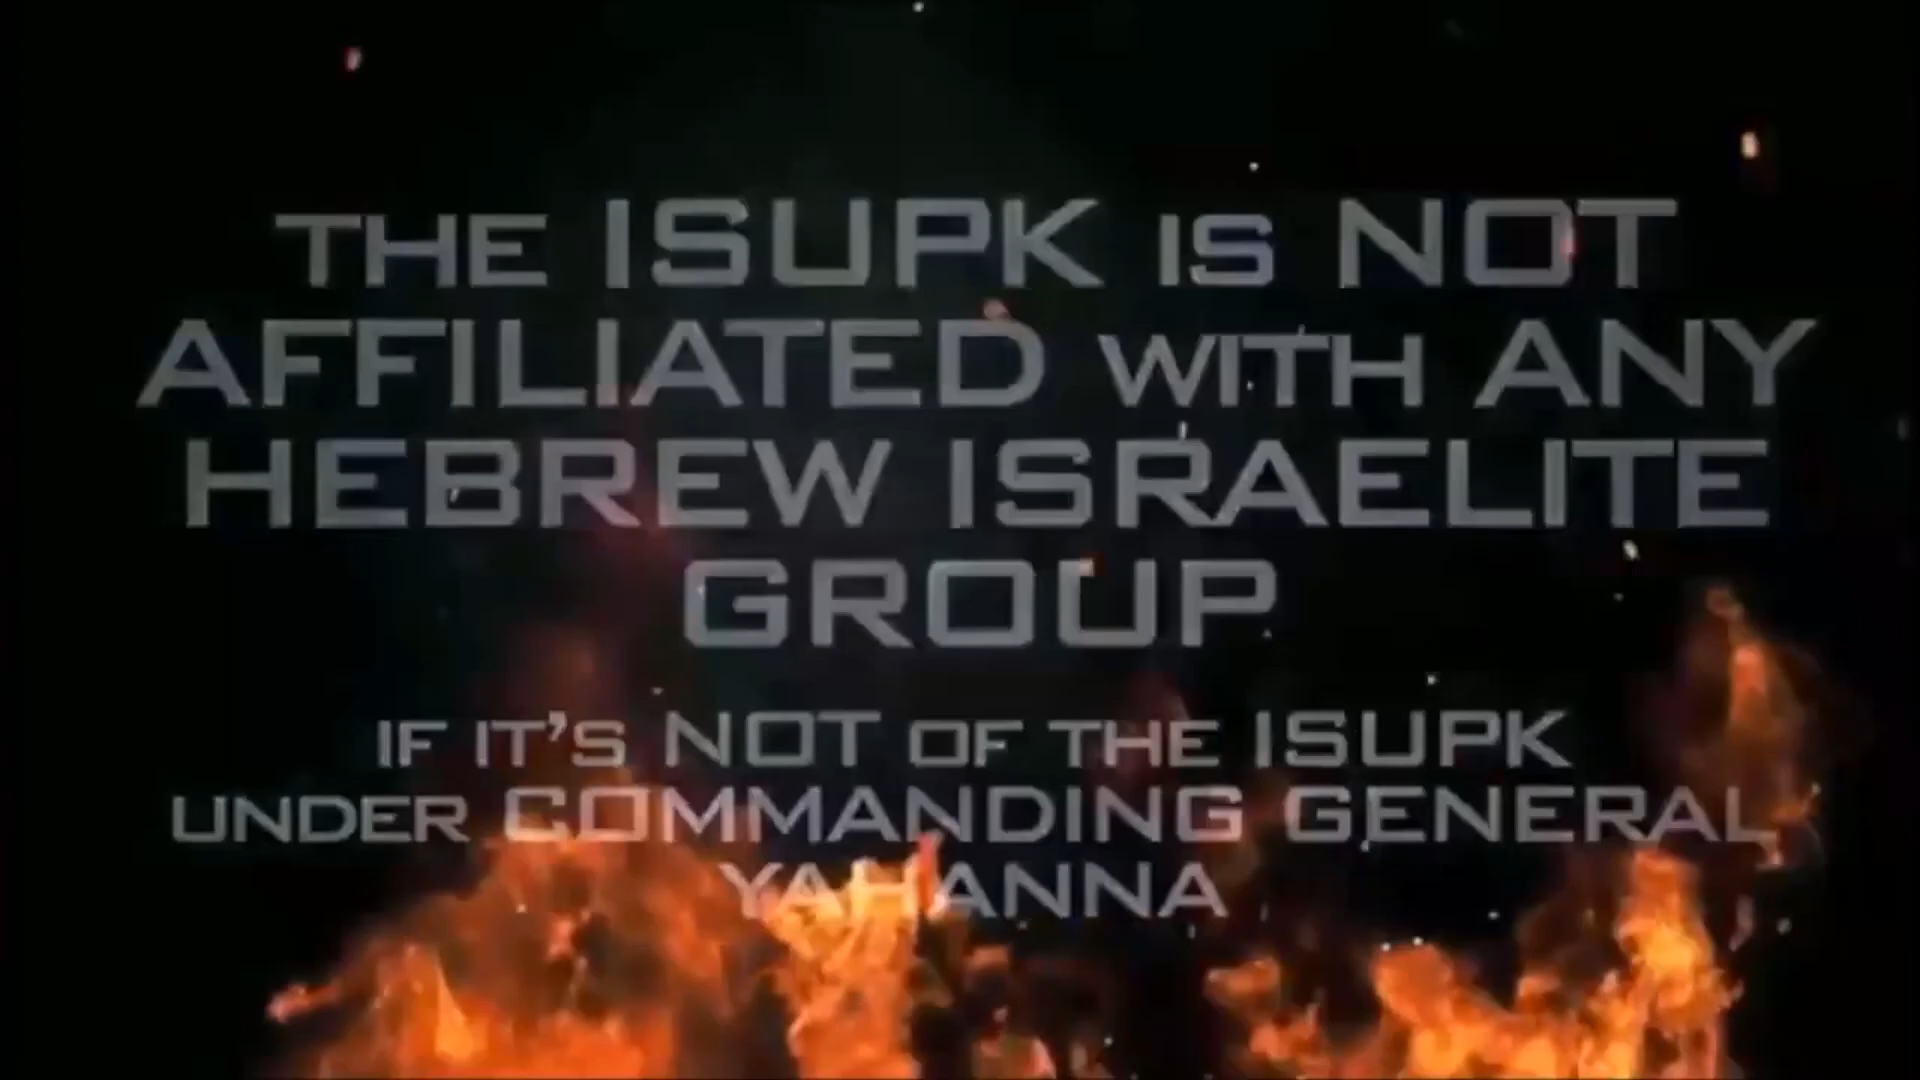 THE ISUPK IS NOT
AFFILIATED WITH ANY
HEBREW ISRAELITE
GROUP
IF IT'S NOT OF THE ISUPK
UNDER COMMANDING GENERAL
YAHANNA